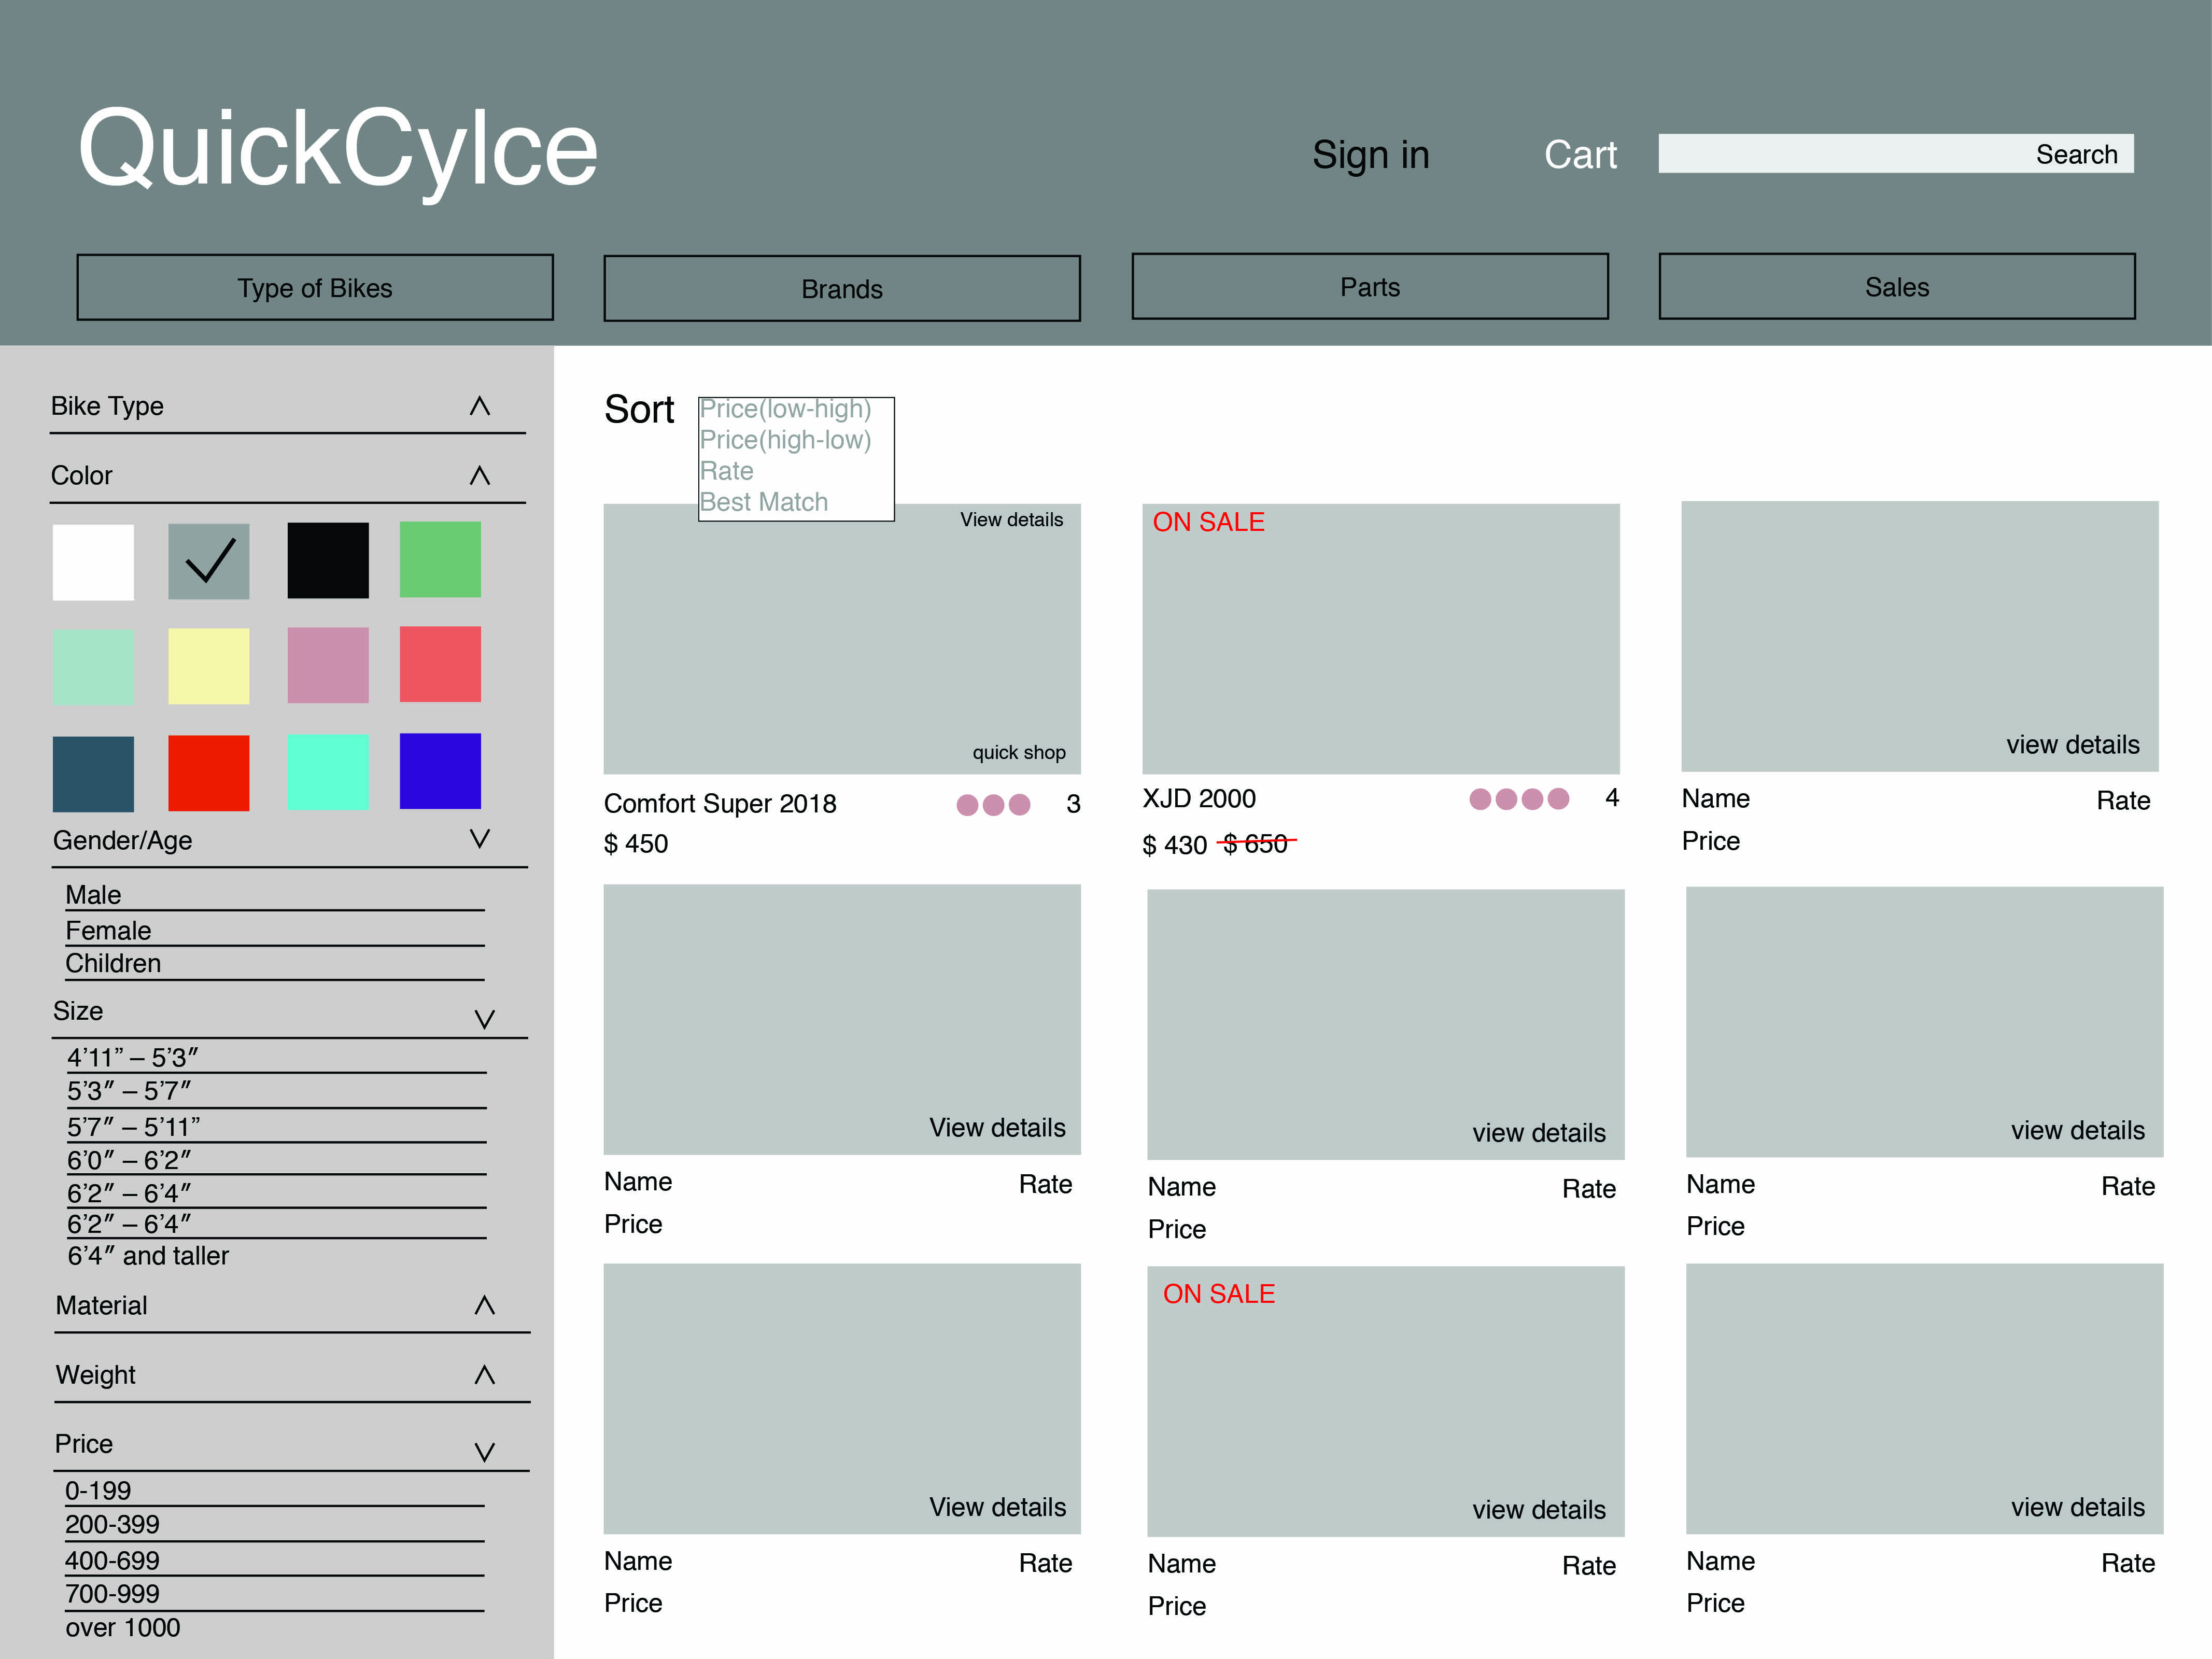 QuickCylce
Sign in
Cart
Search
Type of Bikes
Brands
Parts
Sales
Bike Type
Color
Gender/Age
Male
Female
Children
Size
4’11” – 5’3″
5’3″ – 5’7″
5’7″ – 5’11”
6’0″ – 6’2″
6’2″ – 6’4″
6’2″ – 6’4″
6’4″ and taller
Material
Weight
Price
0-199
200-399
400-699
700-999
over 1000
Sort
Price(low-high)
Price(high-low)
Rate
Best Match
View details
quick shop
Comfort Super 2018
3
$ 450
ON SALE
XJD 2000
4
$ 430 $ 650
view details
Name
Rate
Price
View details
Name
Rate
Price
view details
Name
Rate
Price
view details
Name
Rate
Price
View details
Name
Rate
Price
ON SALE
view details
Name
Rate
Price
view details
Name
Rate
Price